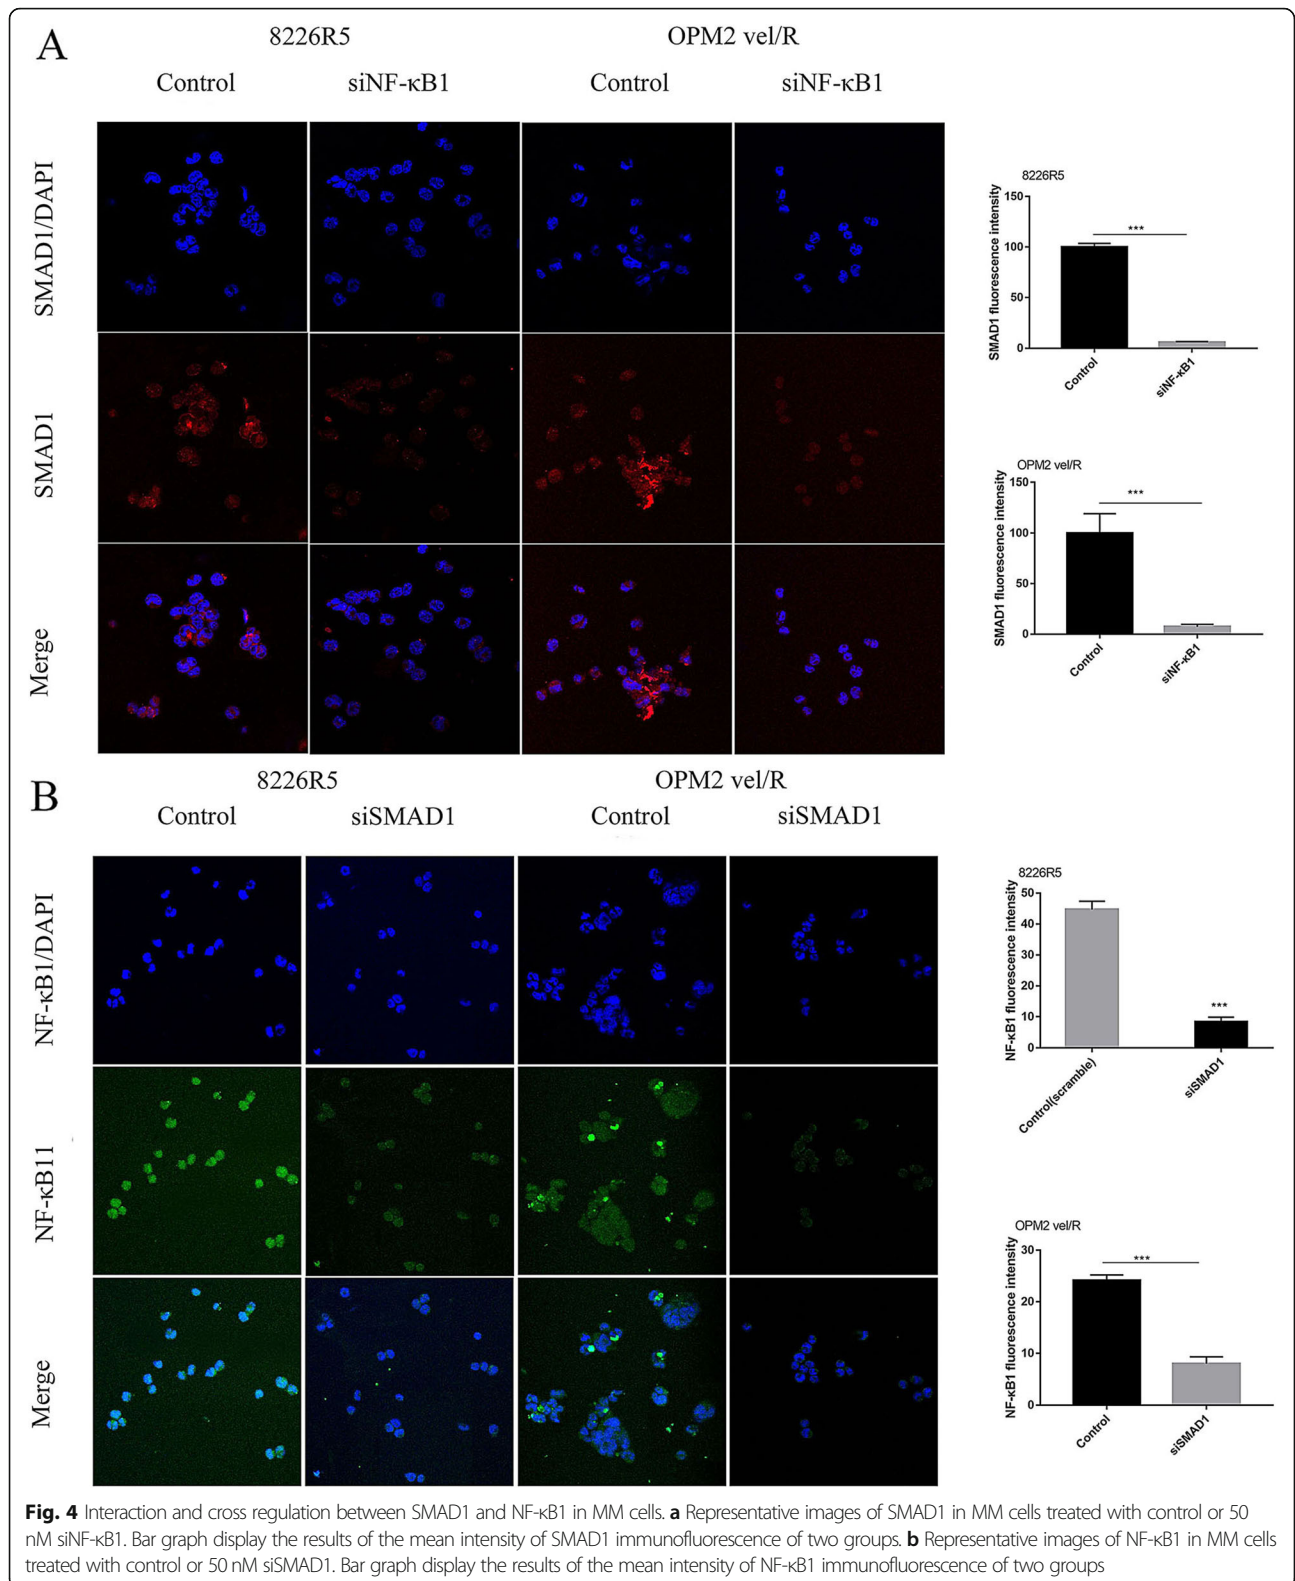 A
8226R5
OPM2 vel/R
Control
siNF-κB1
Control
siNF-κB1
SMAD1/DAPI
SMAD1
Merge
8226R5
SMAD1 fluorescence intensity
150
100
50
0
***
Control
siNF-κB1
OPM2 vel/R
SMAD1 fluorescence intensity
150
100
50
0
***
Control
siNF-κB1
B
8226R5
OPM2 vel/R
Control
siSMAD1
Control
siSMAD1
NF-κB1/DAPI
NF-κB11
Merge
8226R5
NF-κB1 fluorescence intensity
50
40
30
20
10
0
***
Control(scramble)
siSMAD1
OPM2 vel/R
NF-κB1 fluorescence intensity
30
20
10
0
***
Control
siSMAD1
Fig. 4 Interaction and cross regulation between SMAD1 and NF-κB1 in MM cells. a Representative images of SMAD1 in MM cells treated with control or 50
nM siNF-κB1. Bar graph display the results of the mean intensity of SMAD1 immunofluorescence of two groups. b Representative images of NF-κB1 in MM cells
treated with control or 50 nM siSMAD1. Bar graph display the results of the mean intensity of NF-κB1 immunofluorescence of two groups